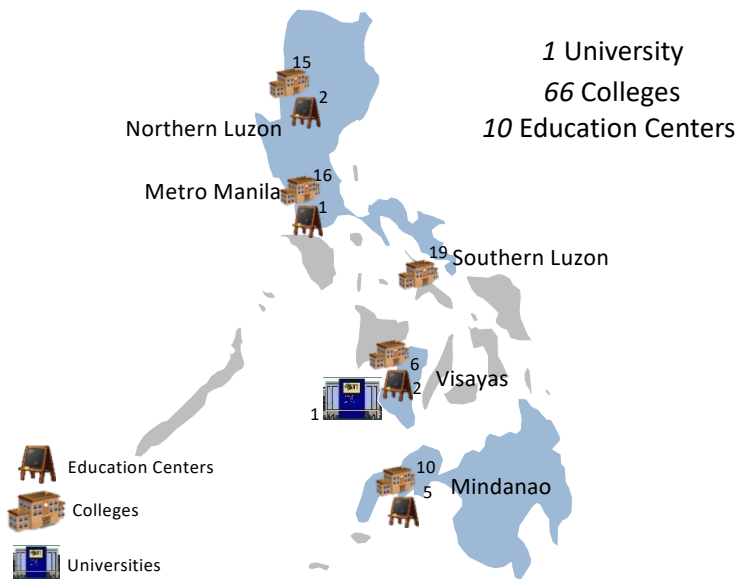 1 University
66 Colleges
10 Education Centers
15
2
Northern Luzon
16
Metro Manila
1
19
Southern Luzon
6
2
Visayas
1
10
5
Mindanao
Education Centers
Colleges
Universities